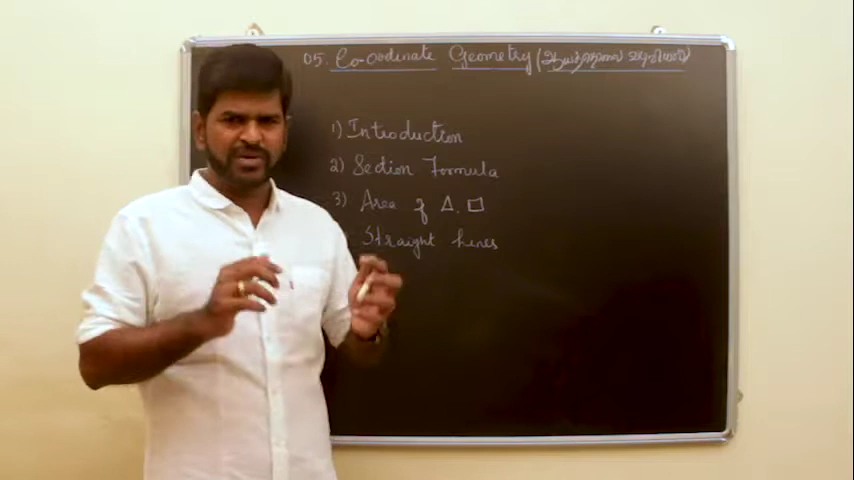 05. Co-Ordinate Geometry (
1) Introduction
2) Section Formula
3) Area of Δ, □
Straight Lines